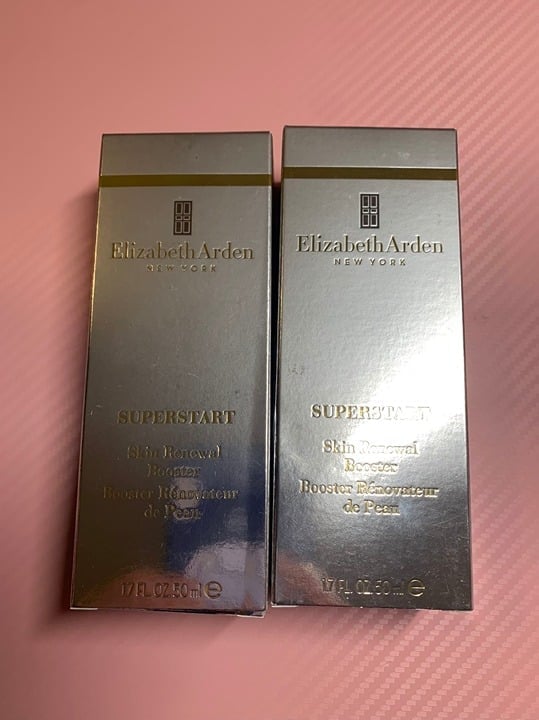 Elizabeth Arden
NEW YORK
SUPERSTART
Skin Renewal
Booster
Booster Rénovateur
de Peau
1.7 FL. OZ. 50 ml e
Elizabeth Arden
NEW YORK
SUPERSTART
Skin Renewal
Booster
Booster Rénovateur
de Peau
1.7 FL. OZ. 50 ml e